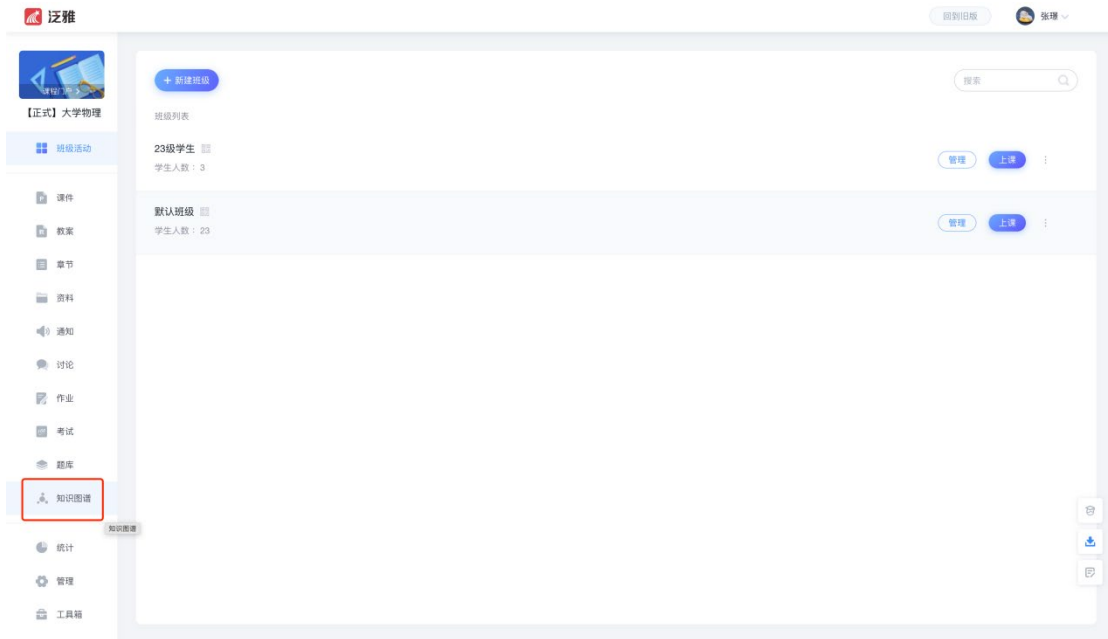 泛雅
回到旧版
张璟
课程门户
【正式】大学物理
班级活动
课件
教案
章节
资料
通知
讨论
作业
考试
题库
知识图谱
知识图谱
统计
管理
工具箱
+ 新建班级
搜索
班级列表
23级学生
学生人数：3
管理
上课
默认班级
学生人数：23
管理
上课